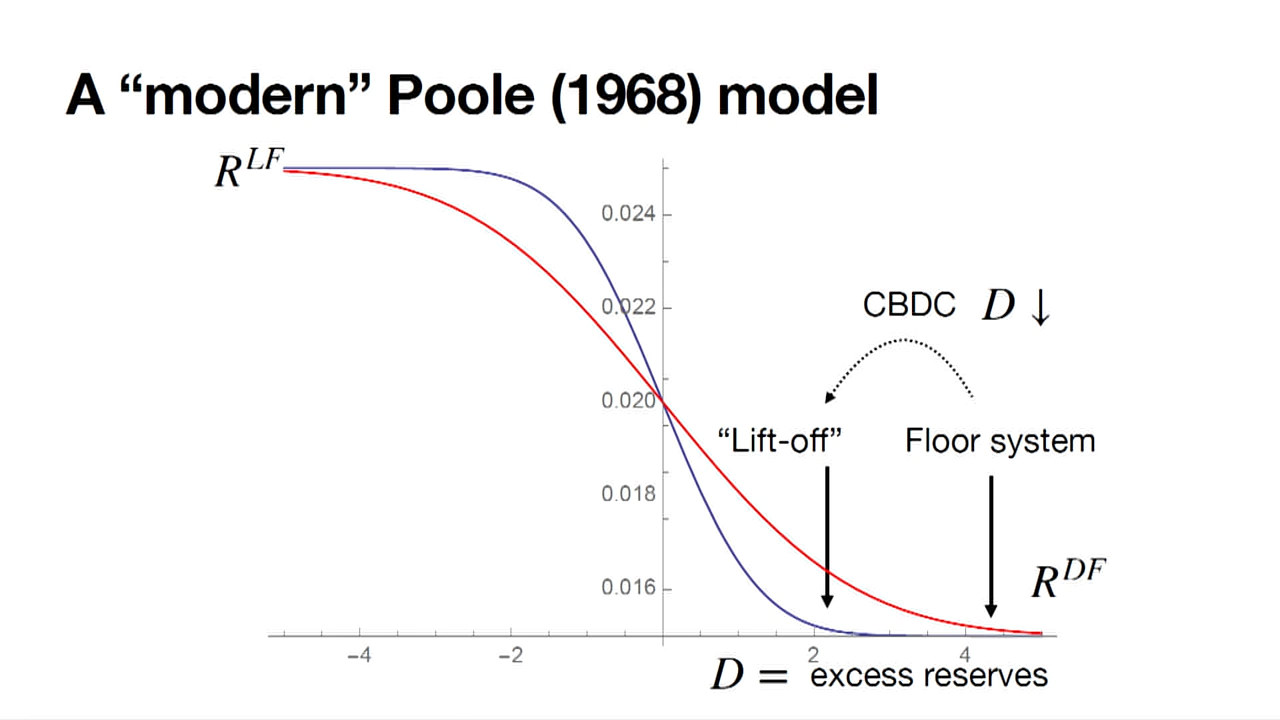 A “modern” Poole (1968) model
R^{LF}
0.024
0.022
CBDC D ↓
0.020
“Lift-off” Floor system
0.018
0.016
R^{DF}
−4 −2 2 4
D = excess reserves